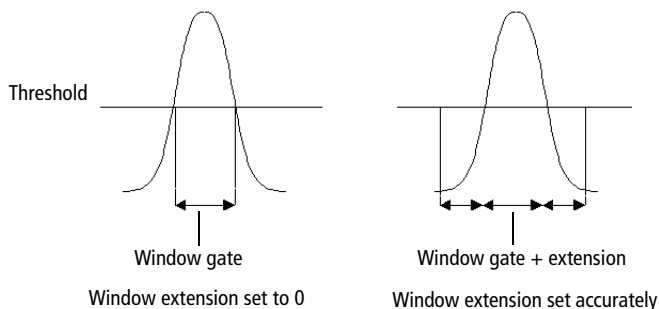 Threshold
Window gate
Window gate + extension
Window extension set to 0
Window extension set accurately